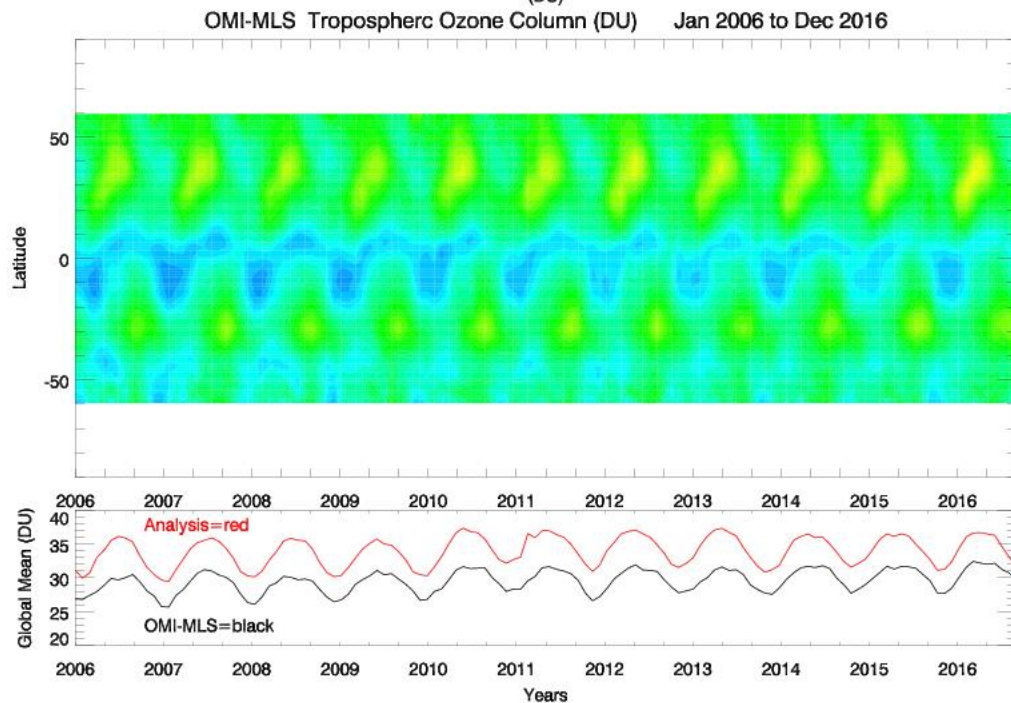 (DU)
OMI-MLS Tropospherc Ozone Column (DU) Jan 2006 to Dec 2016
50
0
-50
Latitude
2006 2007 2008 2009 2010 2011 2012 2013 2014 2015 2016
40
35
30
25
20
Global Mean (DU)
Analysis=red
OMI-MLS=black
2006 2007 2008 2009 2010 2011 2012 2013 2014 2015 2016
Years